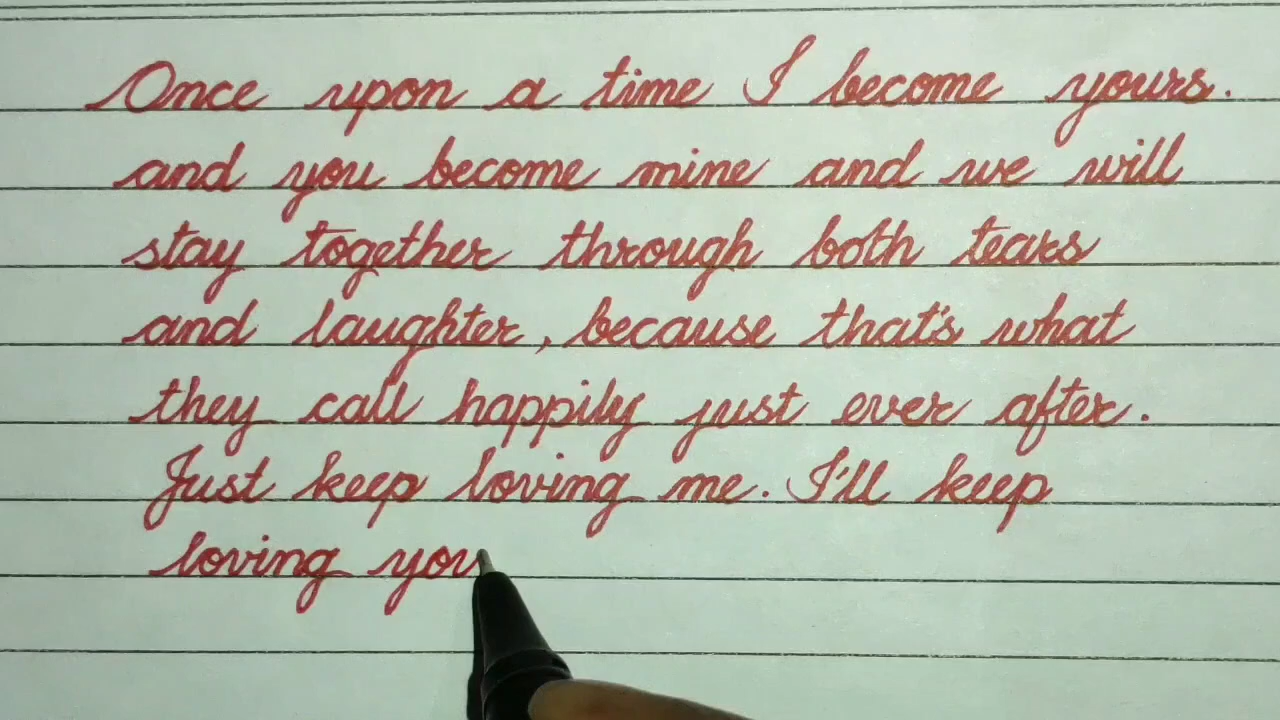 Once upon a time I become yours.
and you become mine and we will
stay together through both tears
and laughter, because that's what
they call happily just ever after.
Just keep loving me. I'll keep
loving you